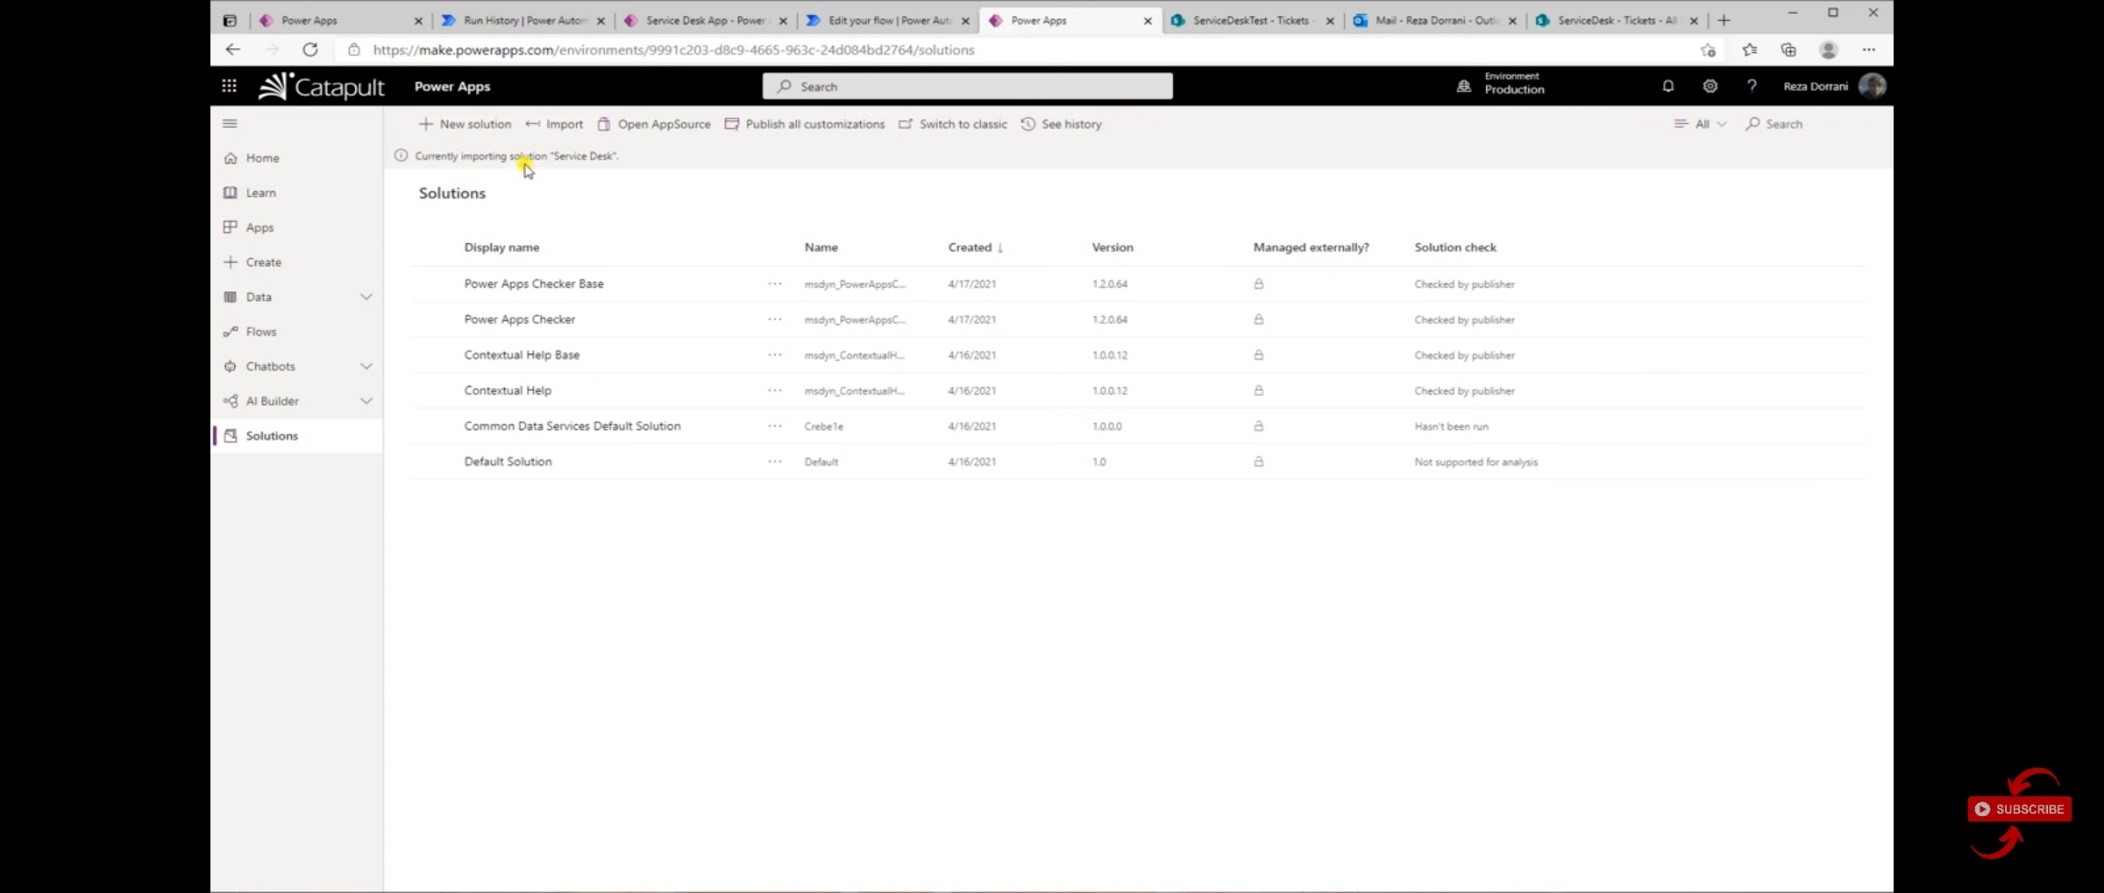 Power Apps
Run History | Power Autom
Service Desk App - Power
Edit your flow | Power Aut
Power Apps
ServiceDeskTest - Tickets -
Mail - Reza Dorrani - Outlo
ServiceDesk - Tickets - All
https://make.powerapps.com/environments/9991c203-d8c9-4665-963c-24d084bd2764/solutions
Catapult
Power Apps
Search
Environment
Production
Reza Dorrani
New solution
Import
Open AppSource
Publish all customizations
Switch to classic
See history
All
Search
Currently importing solution "Service Desk".
Home
Learn
Apps
Create
Data
Flows
Chatbots
AI Builder
Solutions
Solutions
Display name Name Created ↓ Version Managed externally? Solution check
Power Apps Checker Base ··· msdyn_PowerAppsC... 4/17/2021 1.2.0.64 Checked by publisher
Power Apps Checker ··· msdyn_PowerAppsC... 4/17/2021 1.2.0.64 Checked by publisher
Contextual Help Base ··· msdyn_ContextualH... 4/16/2021 1.0.0.12 Checked by publisher
Contextual Help ··· msdyn_ContextualH... 4/16/2021 1.0.0.12 Checked by publisher
Common Data Services Default Solution ··· Crebe1e 4/16/2021 1.0.0.0 Hasn't been run
Default Solution ··· Default 4/16/2021 1.0 Not supported for analysis
SUBSCRIBE